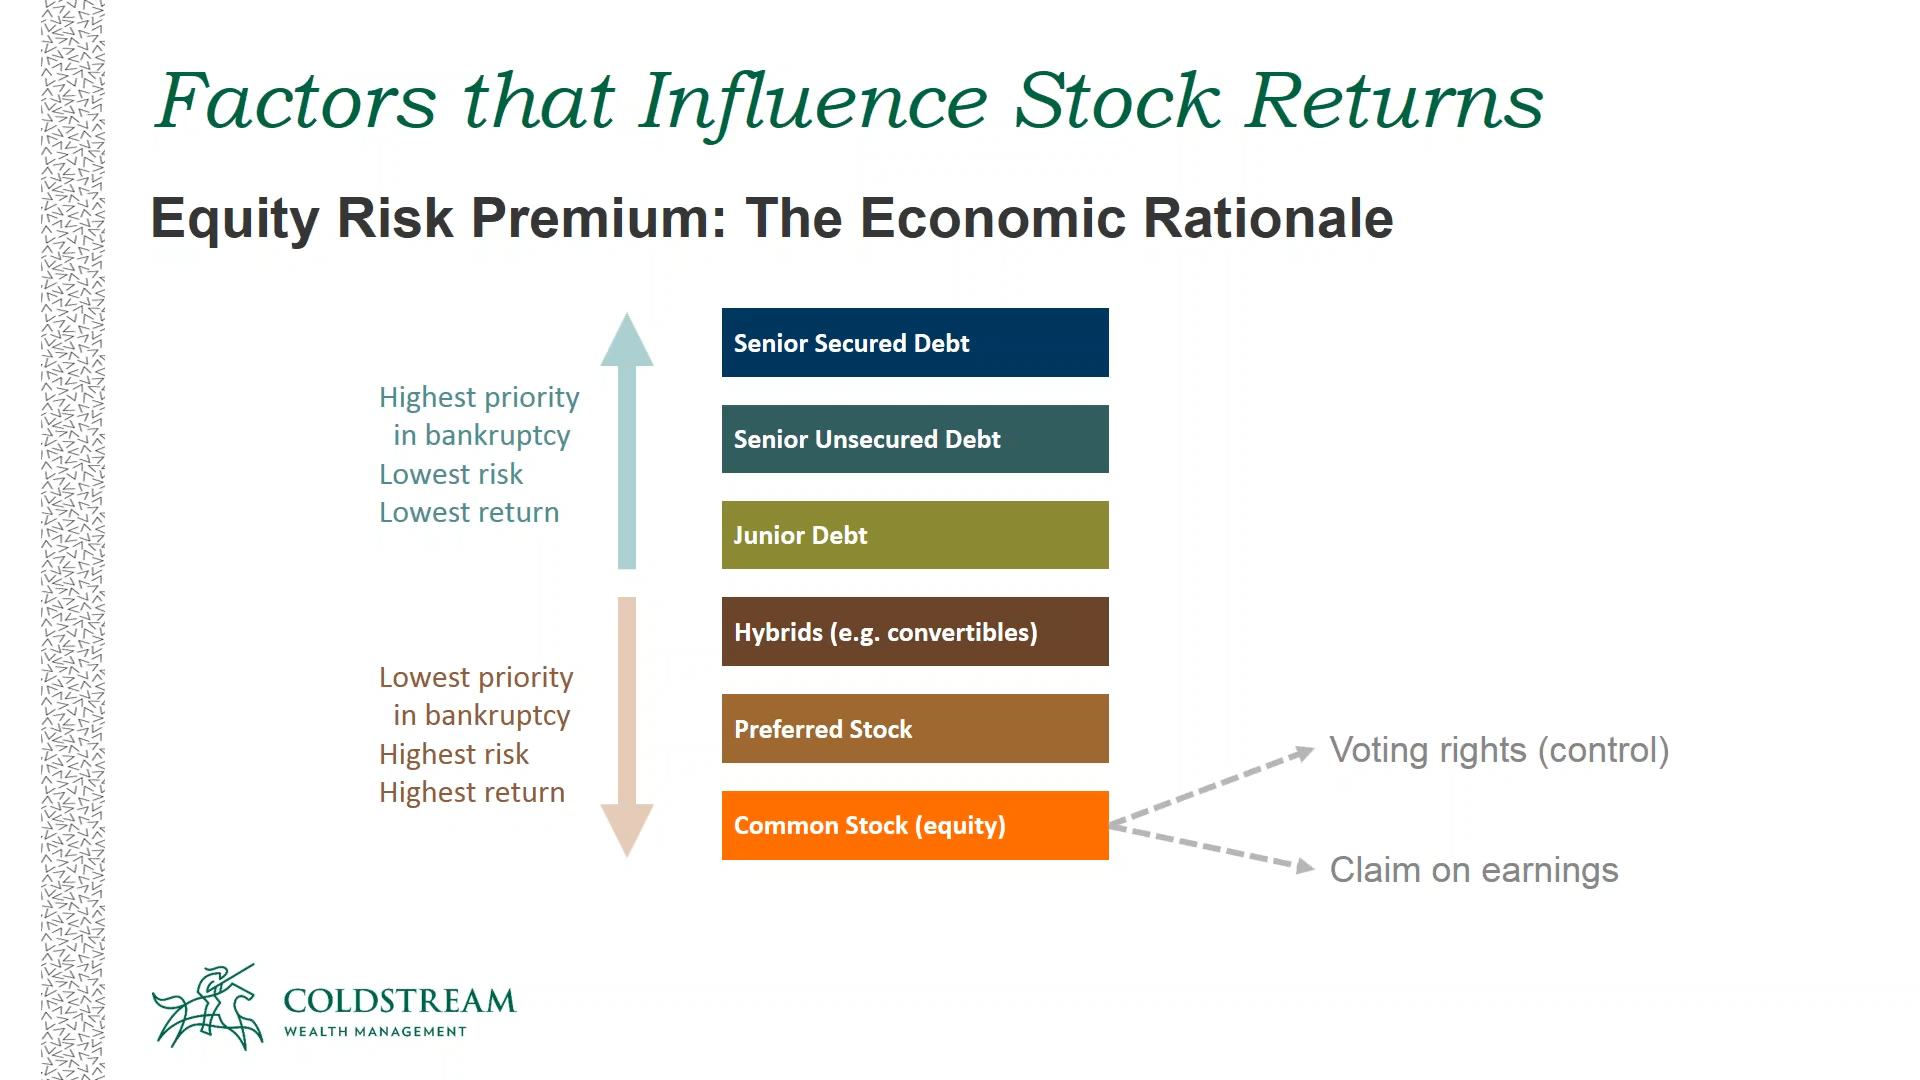 Factors that Influence Stock Returns
Equity Risk Premium: The Economic Rationale
Highest priority
in bankruptcy
Lowest risk
Lowest return
Lowest priority
in bankruptcy
Highest risk
Highest return
Senior Secured Debt
Senior Unsecured Debt
Junior Debt
Hybrids (e.g. convertibles)
Preferred Stock
Common Stock (equity)
Voting rights (control)
Claim on earnings
COLDSTREAM
WEALTH MANAGEMENT